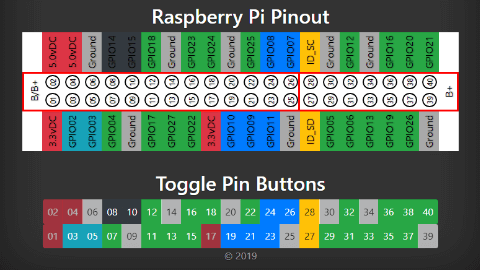 Raspberry Pi Pinout
5.0vDC 5.0vDC Ground GPIO14 GPIO15 GPIO18 Ground GPIO23 GPIO24 Ground GPIO25 GPIO08 GPIO07 ID_SC Ground GPIO12 Ground GPIO16 GPIO20 GPIO21
B/B+ 02 04 06 08 10 12 14 16 18 20 22 24 26 28 30 32 34 36 38 40 B+
01 03 05 07 09 11 13 15 17 19 21 23 25 27 29 31 33 35 37 39
3.3vDC GPIO02 GPIO03 GPIO04 Ground GPIO17 GPIO27 GPIO22 3.3vDC GPIO10 GPIO09 GPIO11 Ground ID_SD GPIO05 GPIO06 GPIO13 GPIO19 GPIO26 Ground
Toggle Pin Buttons
02 04 06 08 10 12 14 16 18 20 22 24 26 28 30 32 34 36 38 40
01 03 05 07 09 11 13 15 17 19 21 23 25 27 29 31 33 35 37 39
© 2019